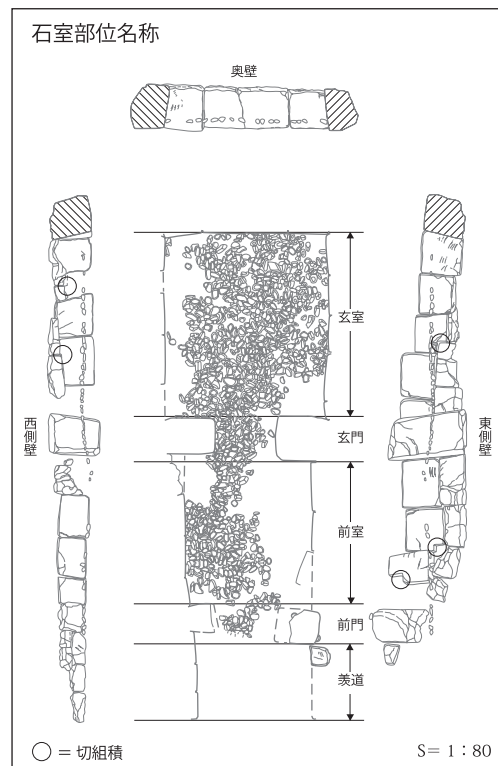 石室部位名称
奥壁
玄室
西側壁
玄門
東側壁
前室
前門
羨道
○ = 切組積
S= 1：80